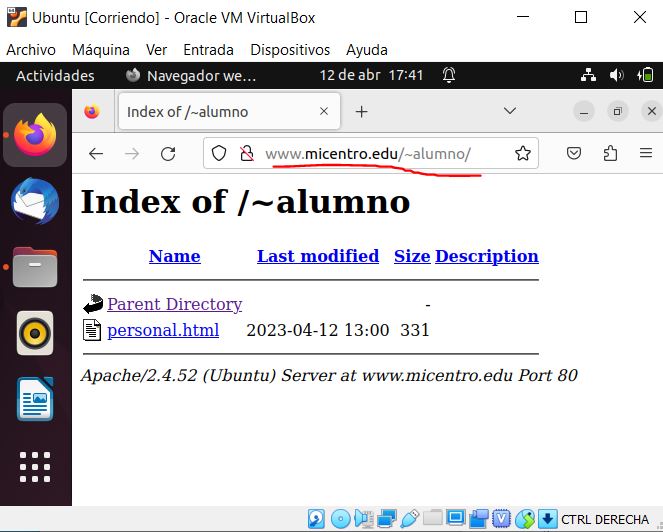 Ubuntu [Corriendo] - Oracle VM VirtualBox
Archivo Máquina Ver Entrada Dispositivos Ayuda
Actividades Navegador we... 12 de abr 17:41
Index of /~alumno
www.micentro.edu/~alumno/
Index of /~alumno
Name Last modified Size Description
Parent Directory -
personal.html 2023-04-12 13:00 331
Apache/2.4.52 (Ubuntu) Server at www.micentro.edu Port 80
CTRL DERECHA